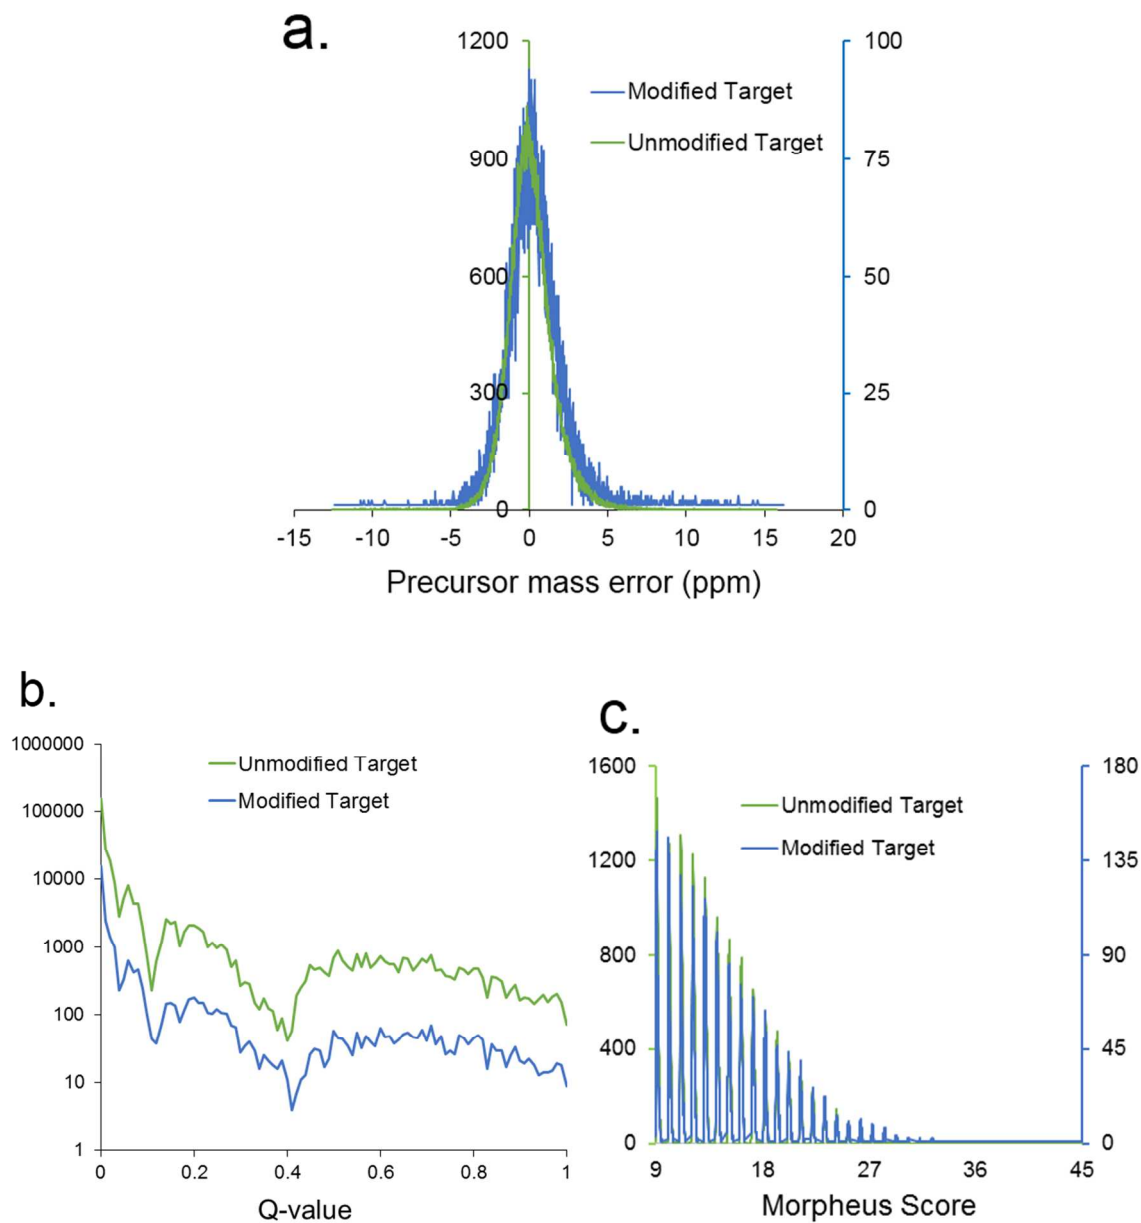 a.
1200
100
Modified Target
Unmodified Target
900
75
600
50
300
25
0
0
-15 -10 -5 0 5 10 15 20
Precursor mass error (ppm)
b.
1000000
Unmodified Target
Modified Target
100000
10000
1000
100
10
1
0 0.2 0.4 0.6 0.8 1
Q-value
c.
1600
180
Unmodified Target
Modified Target
1200
135
800
90
400
45
0
0
9 18 27 36 45
Morpheus Score